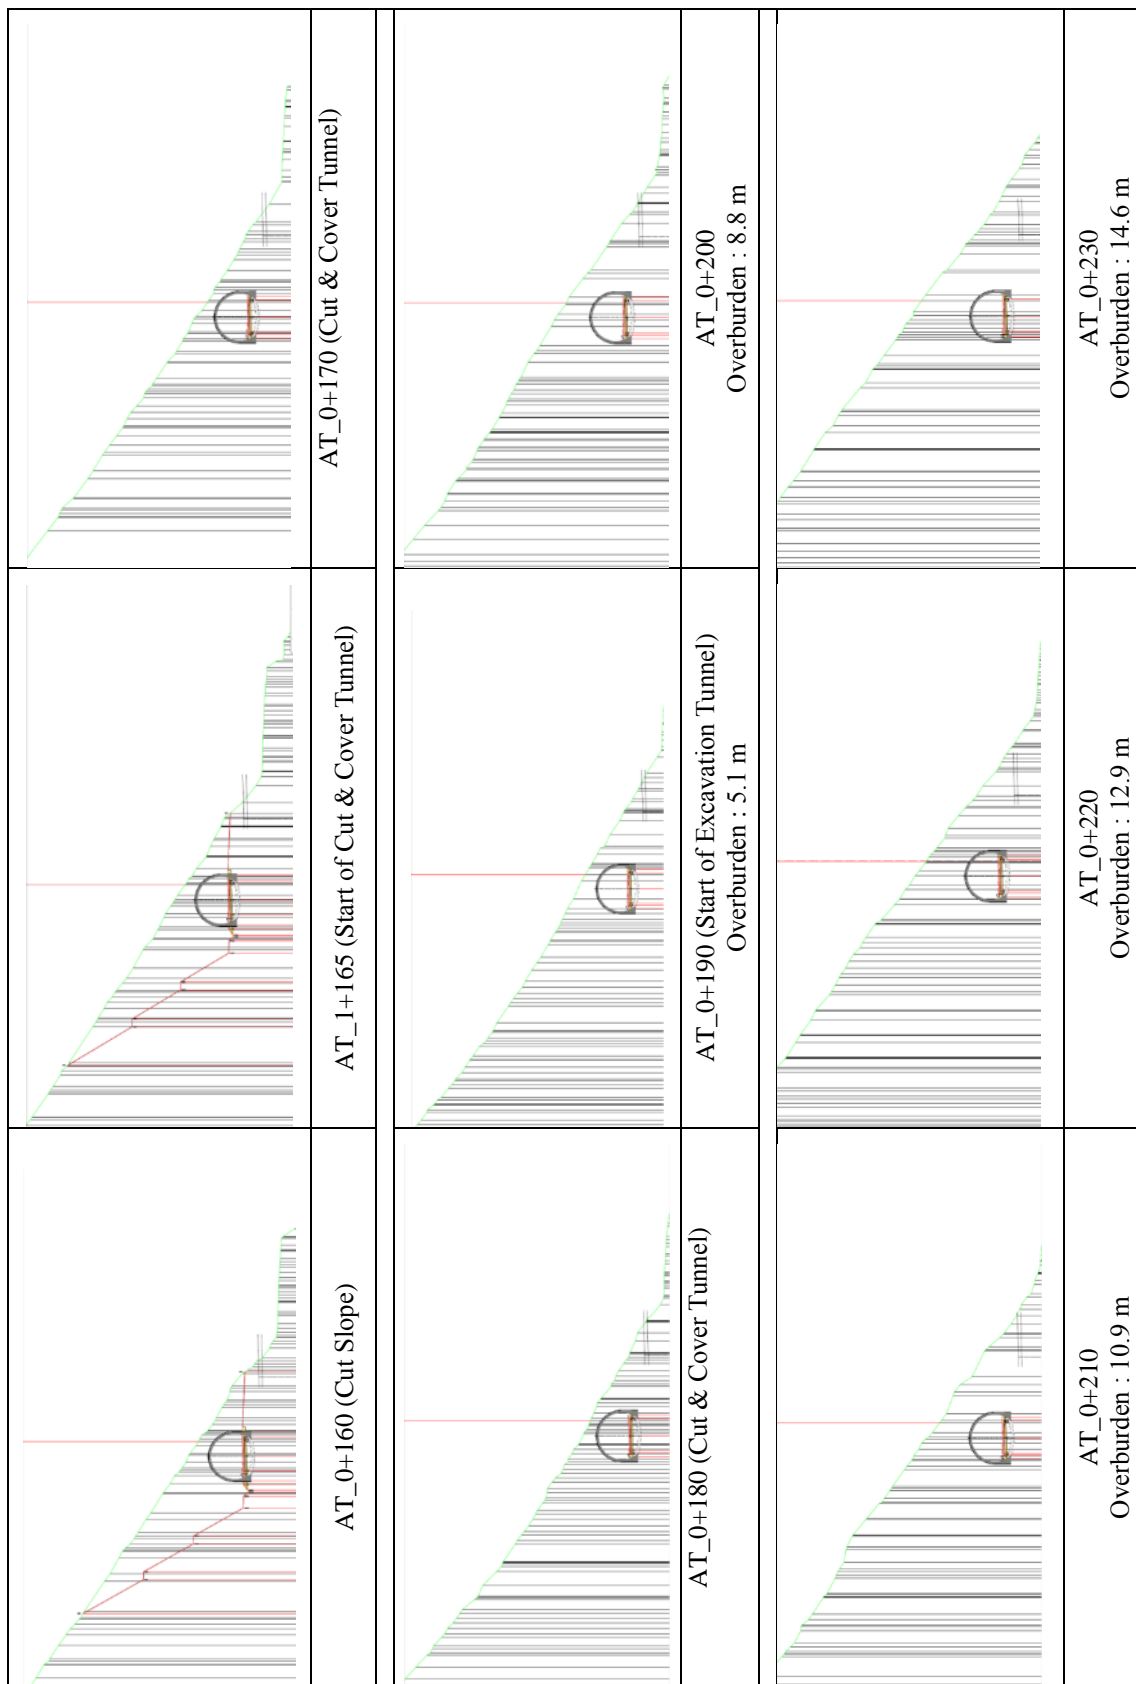 AT_0+160 (Cut Slope)
AT_1+165 (Start of Cut & Cover Tunnel)
AT_0+170 (Cut & Cover Tunnel)
AT_0+180 (Cut & Cover Tunnel)
AT_0+190 (Start of Excavation Tunnel)
Overburden : 5.1 m
AT_0+200
Overburden : 8.8 m
AT_0+210
Overburden : 10.9 m
AT_0+220
Overburden : 12.9 m
AT_0+230
Overburden : 14.6 m